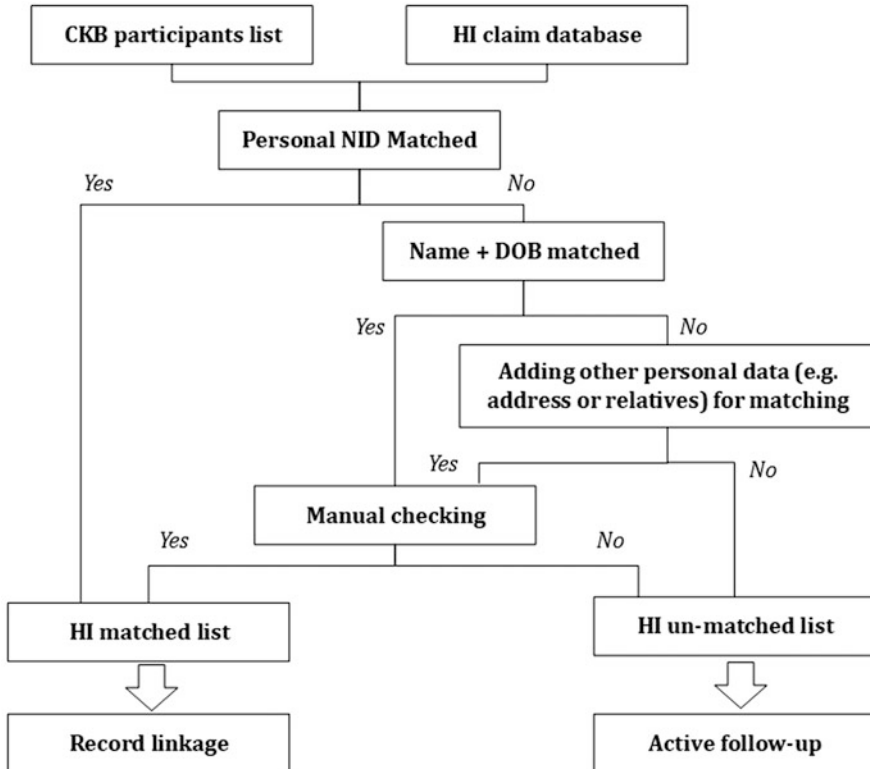 CKB participants list
HI claim database
Personal NID Matched
Yes
No
Name + DOB matched
Yes
No
Adding other personal data (e.g.
address or relatives) for matching
Yes
No
Manual checking
Yes
No
HI matched list
HI un-matched list
Record linkage
Active follow-up